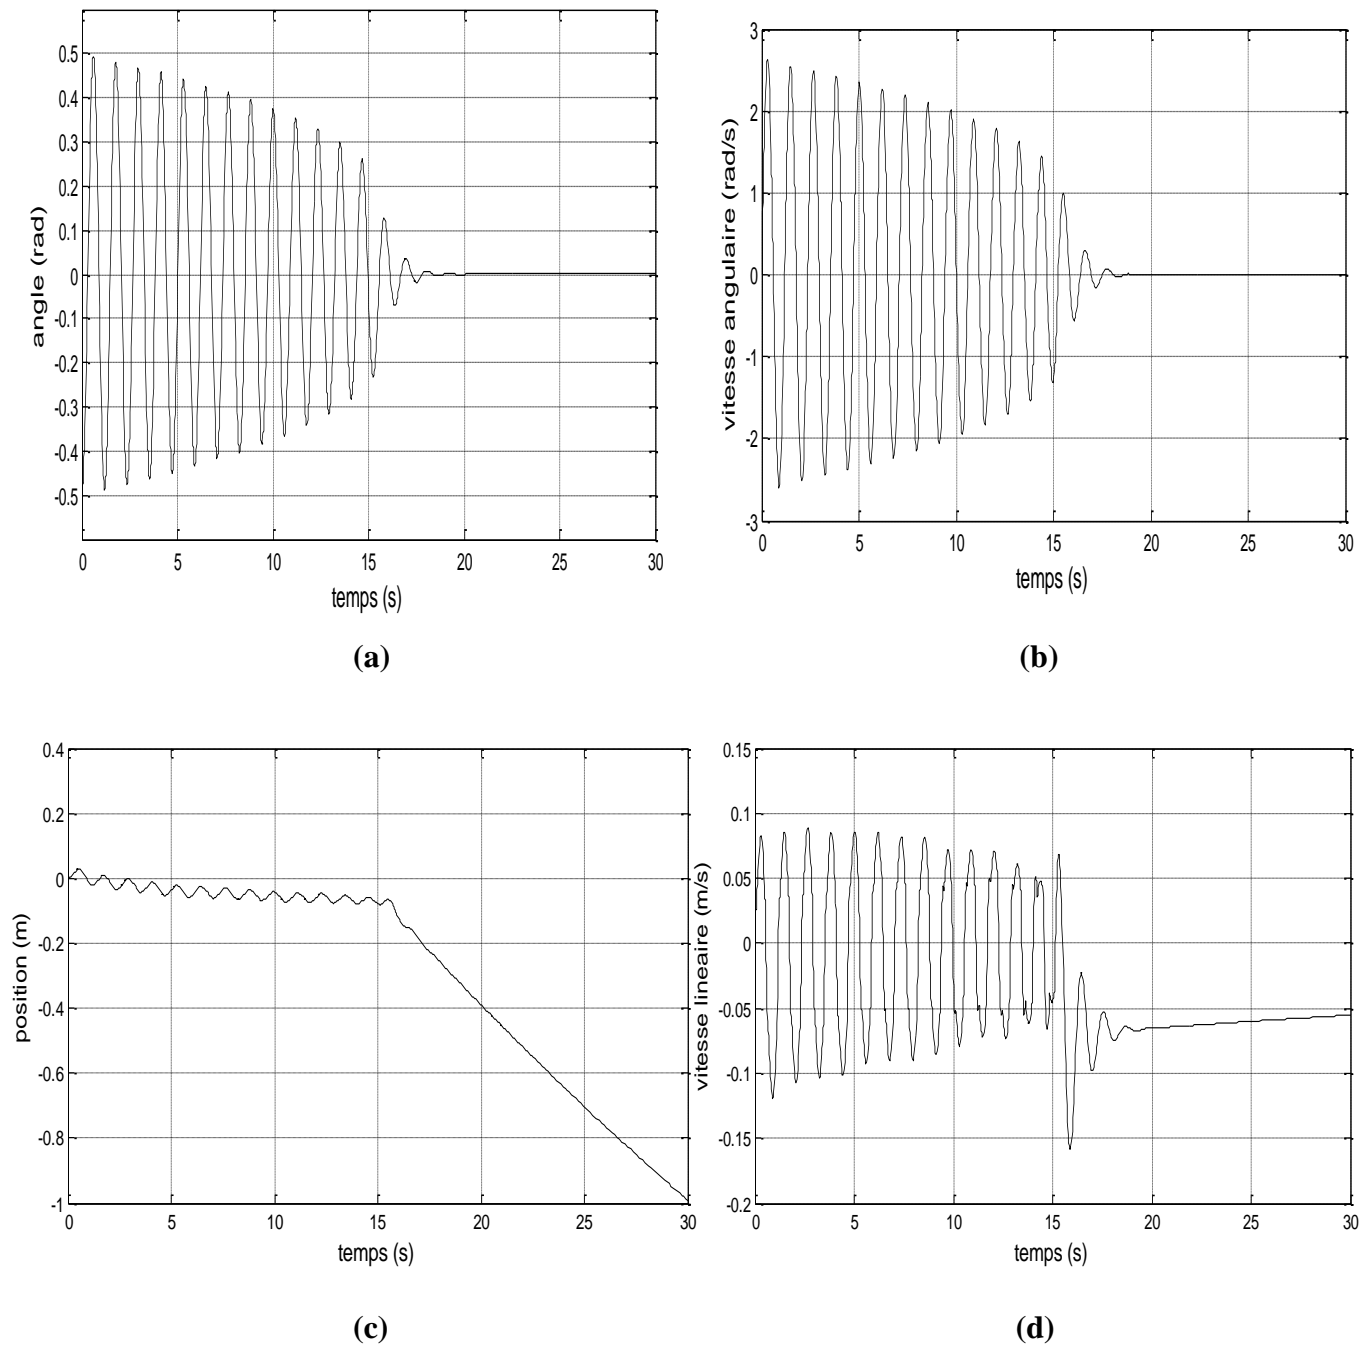 angle (rad)
0.5
0.4
0.3
0.2
0.1
0
-0.1
-0.2
-0.3
-0.4
-0.5
0 5 10 15 20 25 30
temps (s)
(a)
vitesse angulaire (rad/s)
3
2
1
0
-1
-2
-3
0 5 10 15 20 25 30
temps (s)
(b)
position (m)
0.4
0.2
0
-0.2
-0.4
-0.6
-0.8
-1
0 5 10 15 20 25 30
temps (s)
(c)
vitesse lineaire (m/s)
0.15
0.1
0.05
0
-0.05
-0.1
-0.15
-0.2
0 5 10 15 20 25 30
temps (s)
(d)